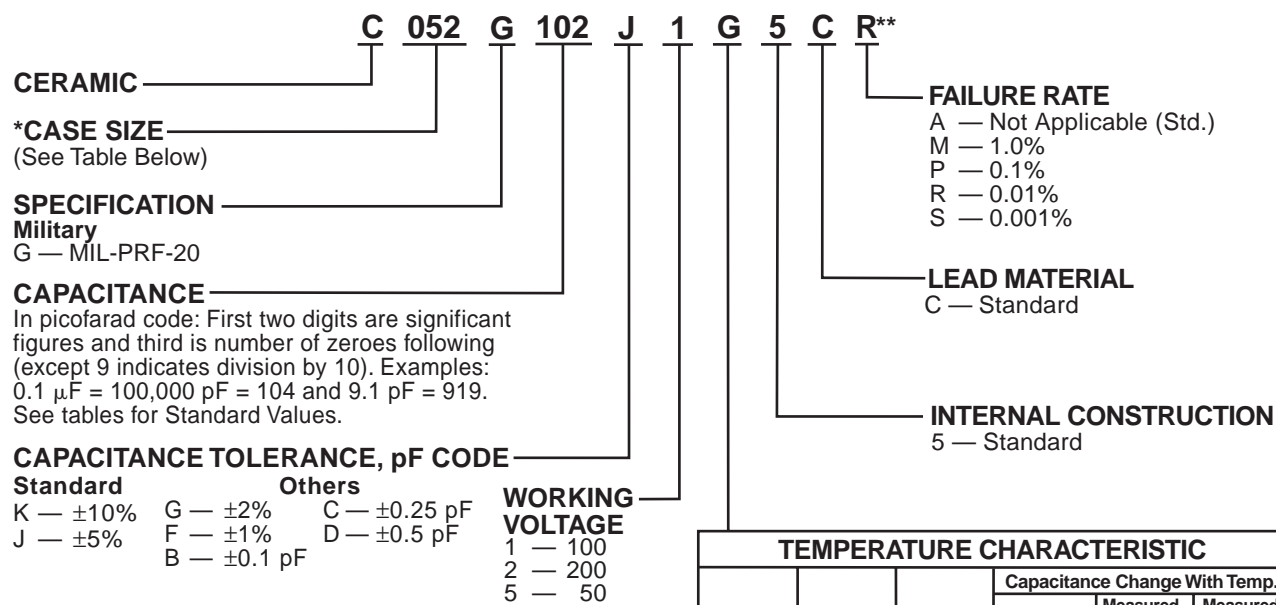 C 052 G 102 J 1 G 5 C R**
CERAMIC
*CASE SIZE
(See Table Below)
SPECIFICATION
Military
G — MIL-PRF-20
CAPACITANCE
In picofarad code: First two digits are significant
figures and third is number of zeroes following
(except 9 indicates division by 10). Examples:
0.1 μF = 100,000 pF = 104 and 9.1 pF = 919.
See tables for Standard Values.
CAPACITANCE TOLERANCE, pF CODE
Standard Others
K — ±10% G — ±2% C — ±0.25 pF
J — ±5% F — ±1% D — ±0.5 pF
B — ±0.1 pF
WORKING
VOLTAGE
1 — 100
2 — 200
5 — 50
FAILURE RATE
A — Not Applicable (Std.)
M — 1.0%
P — 0.1%
R — 0.01%
S — 0.001%
LEAD MATERIAL
C — Standard
INTERNAL CONSTRUCTION
5 — Standard
TEMPERATURE CHARACTERISTIC
Capacitance Change With Temp.
Measured Measured